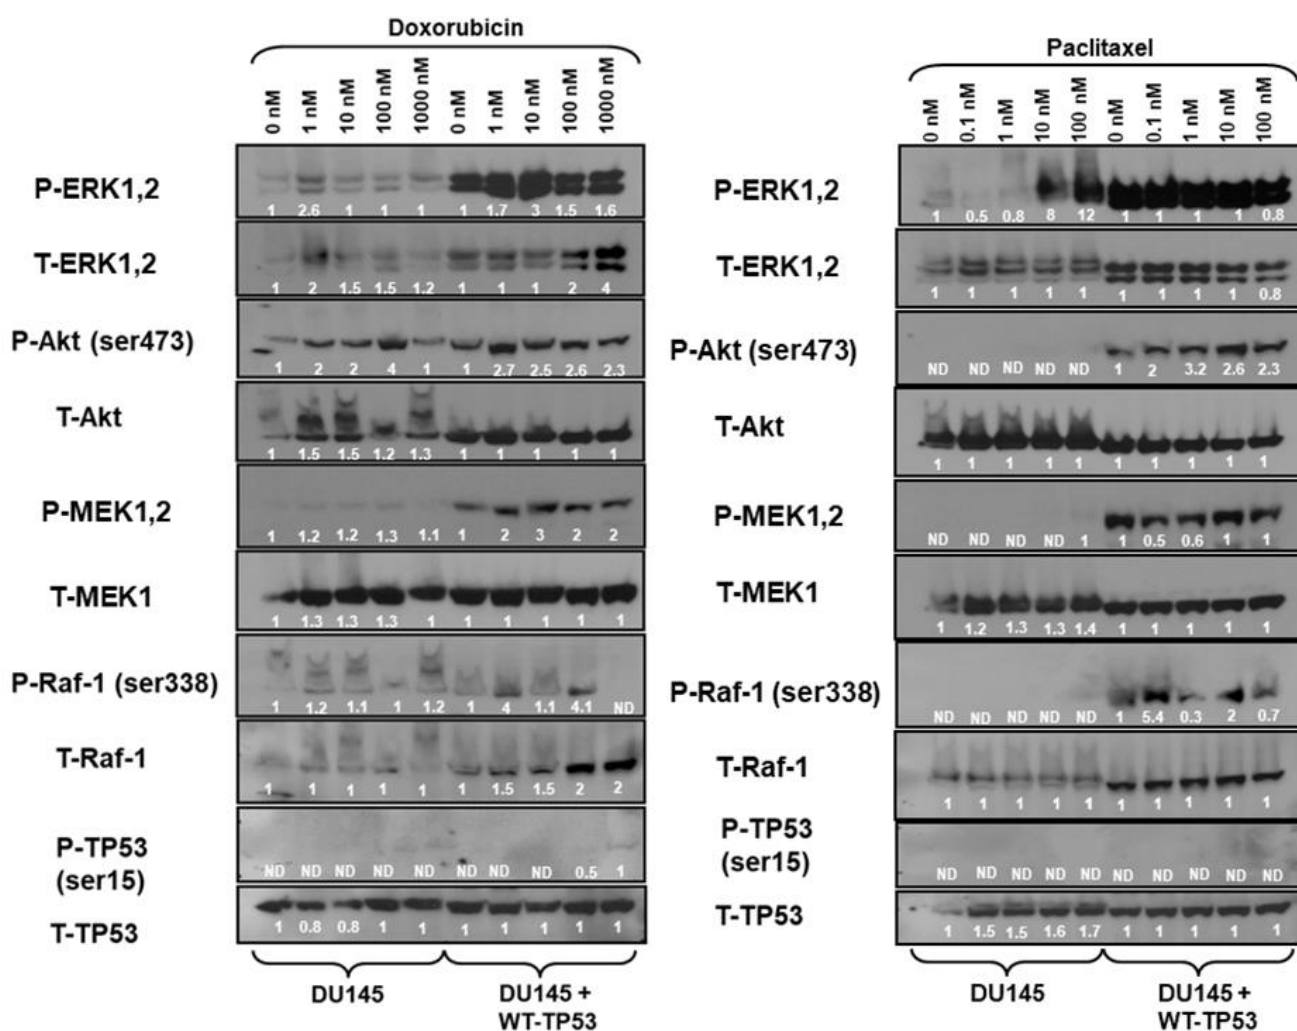 Doxorubicin
0 nM 1 nM 10 nM 100 nM 1000 nM 0 nM 1 nM 10 nM 100 nM 1000 nM
P-ERK1,2
1 2.6 1 1 1 1 1.7 3 1.5 1.6
T-ERK1,2
1 2 1.5 1.5 1.2 1 1 1 2 4
P-Akt (ser473)
1 2 2 4 1 1 2.7 2.5 2.6 2.3
T-Akt
1 1.5 1.5 1.2 1.3 1 1 1 1 1
P-MEK1,2
1 1.2 1.2 1.3 1.1 1 2 3 2 2
T-MEK1
1 1.3 1.3 1.3 1 1 1 1 1 1
P-Raf-1 (ser338)
1 1.2 1.1 1 1.2 1 4 1.1 4.1 ND
T-Raf-1
1 1 1 1 1 1 1.5 1.5 2 2
P-TP53
(ser15)
ND ND ND ND ND ND ND ND 0.5 1
T-TP53
1 0.8 0.8 1 1 1 1 1 1 1
DU145
DU145 +
WT-TP53
Paclitaxel
0 nM 0.1 nM 1 nM 10 nM 100 nM 0 nM 0.1 nM 1 nM 10 nM 100 nM
P-ERK1,2
1 0.5 0.8 8 12 1 1 1 1 0.8
T-ERK1,2
1 1 1 1 1 1 1 1 1 0.8
P-Akt (ser473)
ND ND ND ND ND 1 2 3.2 2.6 2.3
T-Akt
1 1 1 1 1 1 1 1 1 1
P-MEK1,2
ND ND ND ND 1 1 0.5 0.6 1 1
T-MEK1
1 1.2 1.3 1.3 1.4 1 1 1 1 1
P-Raf-1 (ser338)
ND ND ND ND ND 1 5.4 0.3 2 0.7
T-Raf-1
1 1 1 1 1 1 1 1 1 1
P-TP53
(ser15)
ND ND ND ND ND ND ND ND ND ND
T-TP53
1 1.5 1.5 1.6 1.7 1 1 1 1 1
DU145
DU145 +
WT-TP53